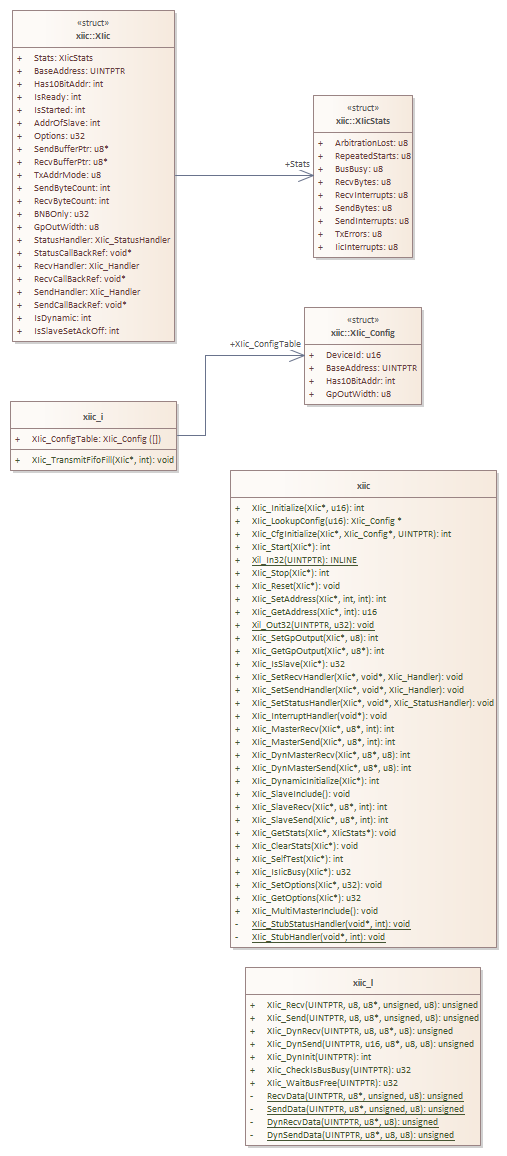 «struct»
xiic::XIic
+ Stats: XIicStats
+ BaseAddress: UINTPTR
+ Has10BitAddr: int
+ IsReady: int
+ IsStarted: int
+ AddrOfSlave: int
+ Options: u32
+ SendBufferPtr: u8*
+ RecvBufferPtr: u8*
+ TxAddrMode: u8
+ SendByteCount: int
+ RecvByteCount: int
+ BNBOnly: u32
+ GpOutWidth: u8
+ StatusHandler: XIic_StatusHandler
+ StatusCallBackRef: void*
+ RecvHandler: XIic_Handler
+ RecvCallBackRef: void*
+ SendHandler: XIic_Handler
+ SendCallBackRef: void*
+ IsDynamic: int
+ IsSlaveSetAckOff: int
+Stats
«struct»
xiic::XIicStats
+ ArbitrationLost: u8
+ RepeatedStarts: u8
+ BusBusy: u8
+ RecvBytes: u8
+ RecvInterrupts: u8
+ SendBytes: u8
+ SendInterrupts: u8
+ TxErrors: u8
+ IicInterrupts: u8
+XIic_ConfigTable
«struct»
xiic::XIic_Config
+ DeviceId: u16
+ BaseAddress: UINTPTR
+ Has10BitAddr: int
+ GpOutWidth: u8
xiic_i
+ XIic_ConfigTable: XIic_Config ([])
+ XIic_TransmitFifoFill(XIic*, int): void
xiic
+ XIic_Initialize(XIic*, u16): int
+ XIic_LookupConfig(u16): XIic_Config *
+ XIic_CfgInitialize(XIic*, XIic_Config*, UINTPTR): int
+ XIic_Start(XIic*): int
+ Xil_In32(UINTPTR): INLINE
+ XIic_Stop(XIic*): int
+ XIic_Reset(XIic*): void
+ XIic_SetAddress(XIic*, int, int): int
+ XIic_GetAddress(XIic*, int): u16
+ Xil_Out32(UINTPTR, u32): void
+ XIic_SetGpOutput(XIic*, u8): int
+ XIic_GetGpOutput(XIic*, u8*): int
+ XIic_IsSlave(XIic*): u32
+ XIic_SetRecvHandler(XIic*, void*, XIic_Handler): void
+ XIic_SetSendHandler(XIic*, void*, XIic_Handler): void
+ XIic_SetStatusHandler(XIic*, void*, XIic_StatusHandler): void
+ XIic_InterruptHandler(void*): void
+ XIic_MasterRecv(XIic*, u8*, int): int
+ XIic_MasterSend(XIic*, u8*, int): int
+ XIic_DynMasterRecv(XIic*, u8*, u8): int
+ XIic_DynMasterSend(XIic*, u8*, u8): int
+ XIic_DynamicInitialize(XIic*): int
+ XIic_SlaveInclude(): void
+ XIic_SlaveRecv(XIic*, u8*, int): int
+ XIic_SlaveSend(XIic*, u8*, int): int
+ XIic_GetStats(XIic*, XIicStats*): void
+ XIic_ClearStats(XIic*): void
+ XIic_SelfTest(XIic*): int
+ XIic_IsIicBusy(XIic*): u32
+ XIic_SetOptions(XIic*, u32): void
+ XIic_GetOptions(XIic*): u32
+ XIic_MultiMasterInclude(): void
- XIic_StubStatusHandler(void*, int): void
- XIic_StubHandler(void*, int): void
xiic_l
+ XIic_Recv(UINTPTR, u8, u8*, unsigned, u8): unsigned
+ XIic_Send(UINTPTR, u8, u8*, unsigned, u8): unsigned
+ XIic_DynRecv(UINTPTR, u8, u8*, u8): unsigned
+ XIic_DynSend(UINTPTR, u16, u8*, u8, u8): unsigned
+ XIic_DynInit(UINTPTR): int
+ XIic_CheckIsBusBusy(UINTPTR): u32
+ XIic_WaitBusFree(UINTPTR): u32
- RecvData(UINTPTR, u8*, unsigned, u8): unsigned
- SendData(UINTPTR, u8*, unsigned, u8): unsigned
- DynRecvData(UINTPTR, u8*, u8): unsigned
- DynSendData(UINTPTR, u8*, u8, u8): unsigned